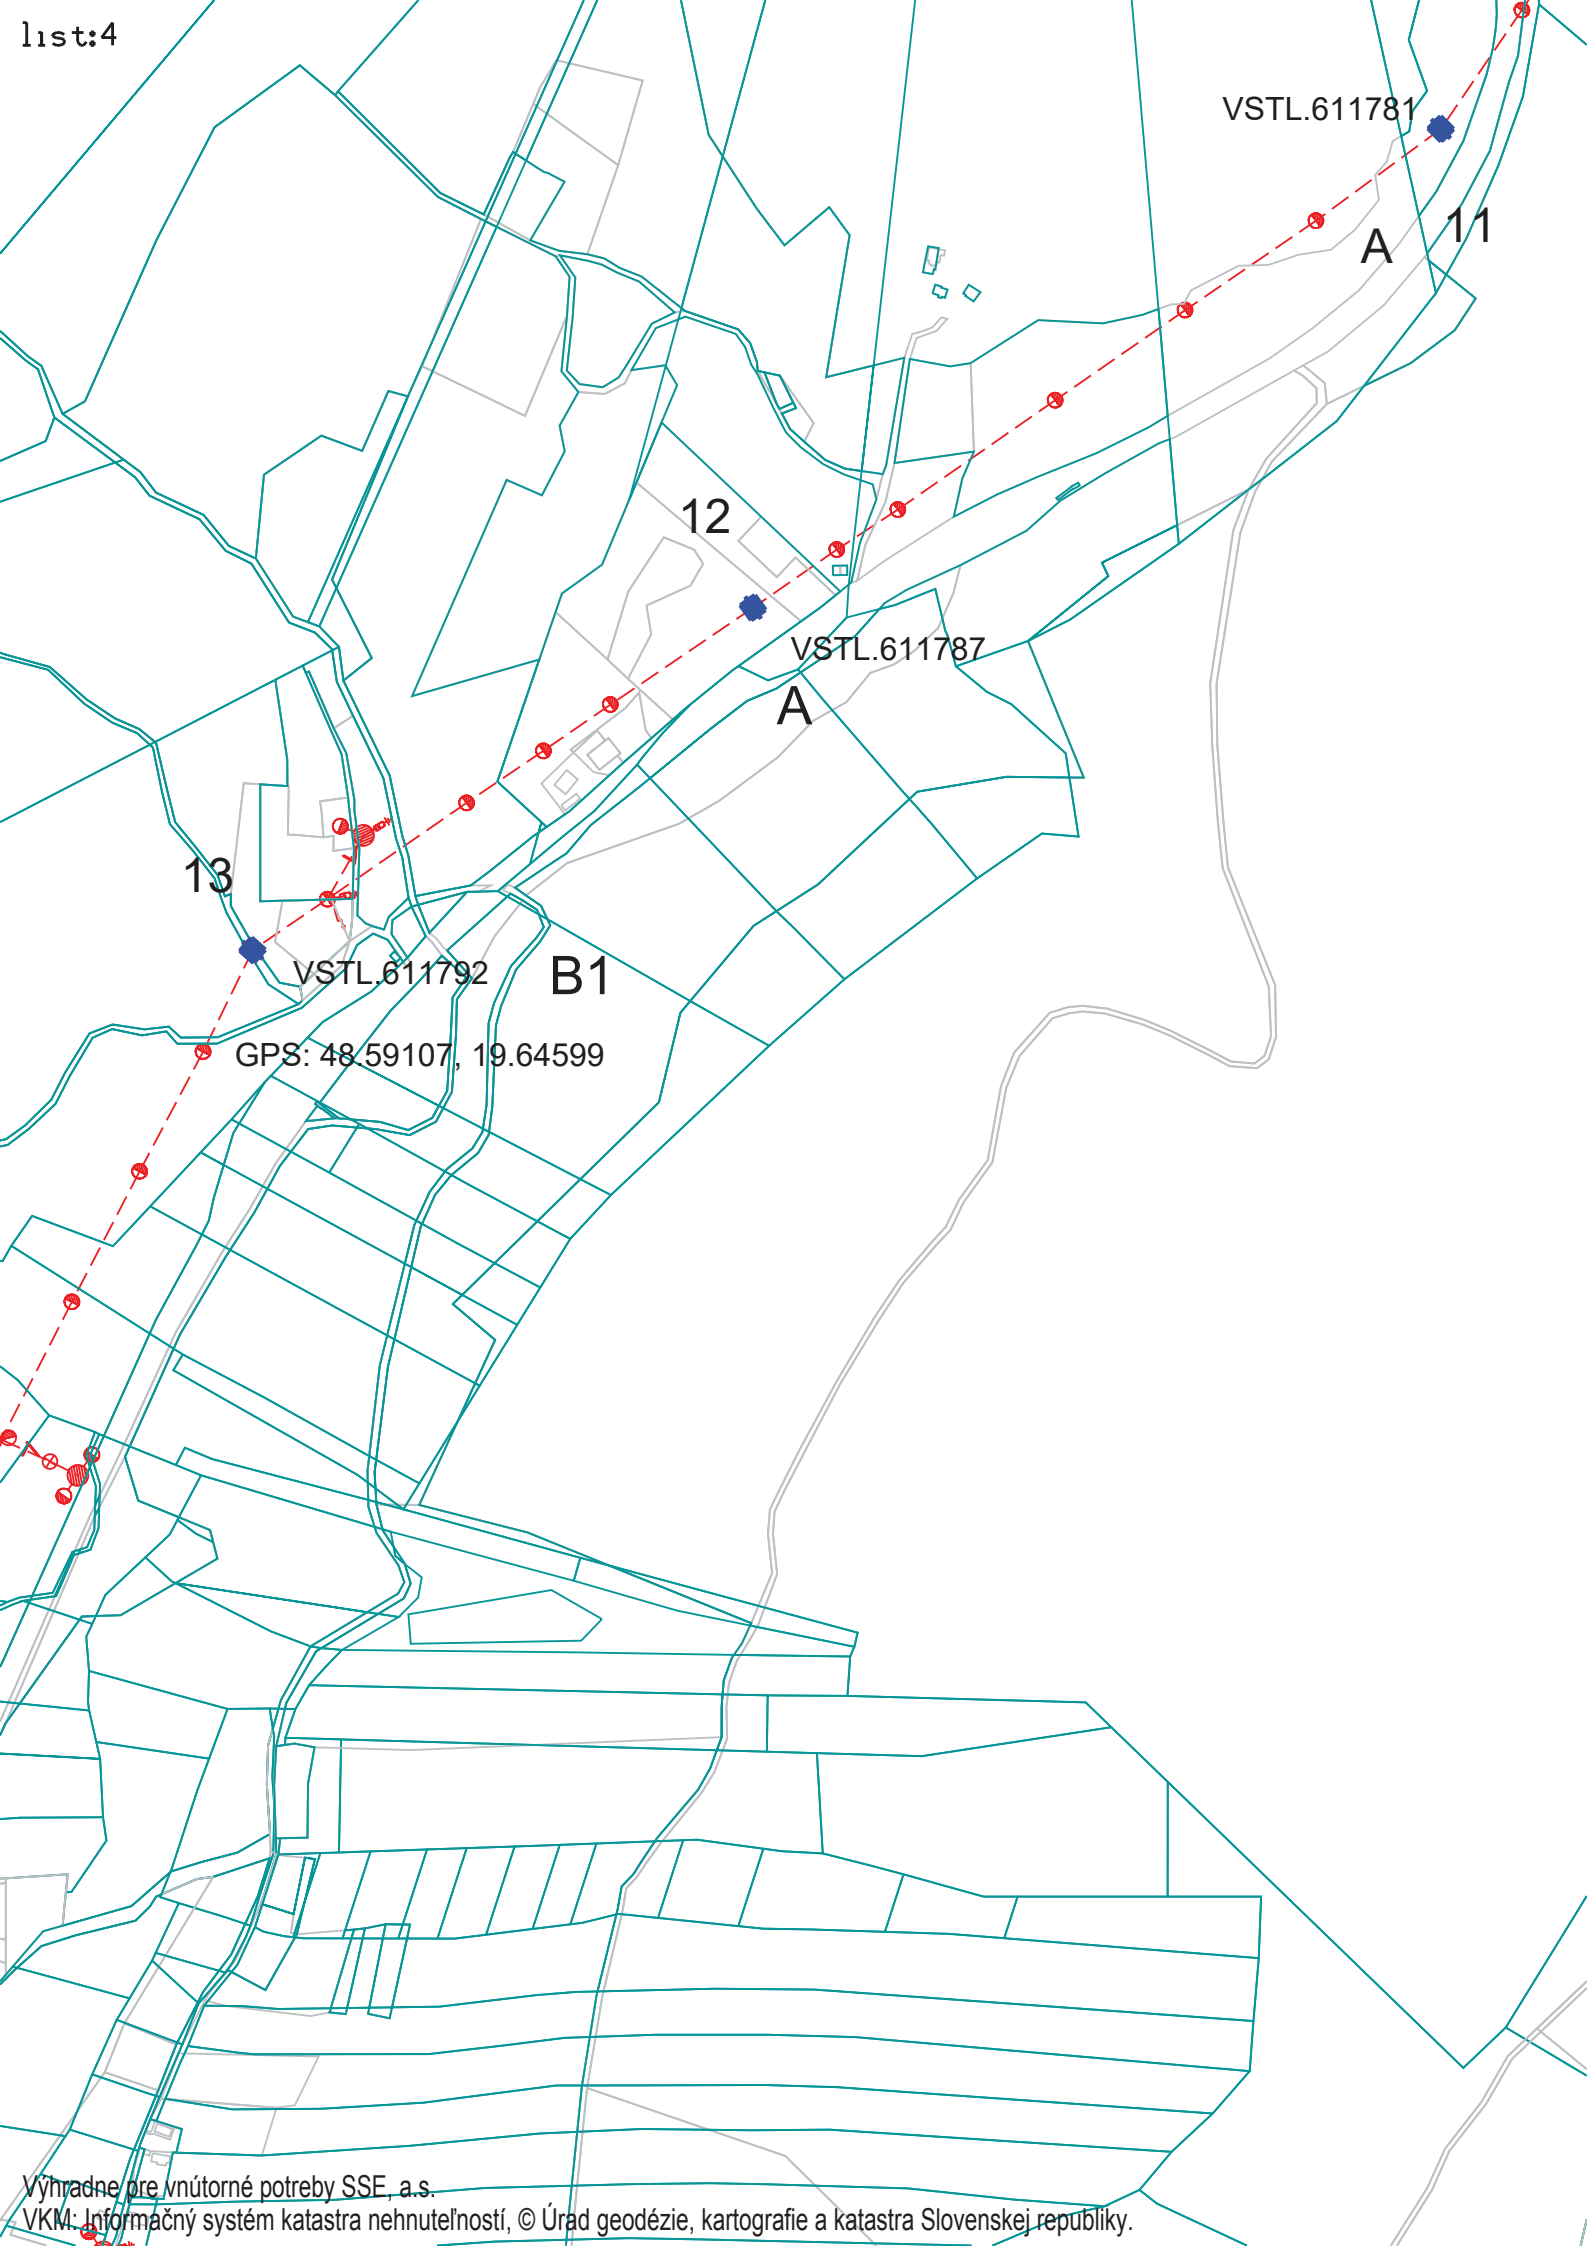 list:4
VSTL.611781
11
A
12
VSTL.611787
A
13
VSTL.611792
B1
GPS: 48.59107, 19.64599
Výhradne pre vnútorné potreby SSE, a.s.
VKM: Informačný systém katastra nehnuteľností, © Úrad geodézie, kartografie a katastra Slovenskej republiky.